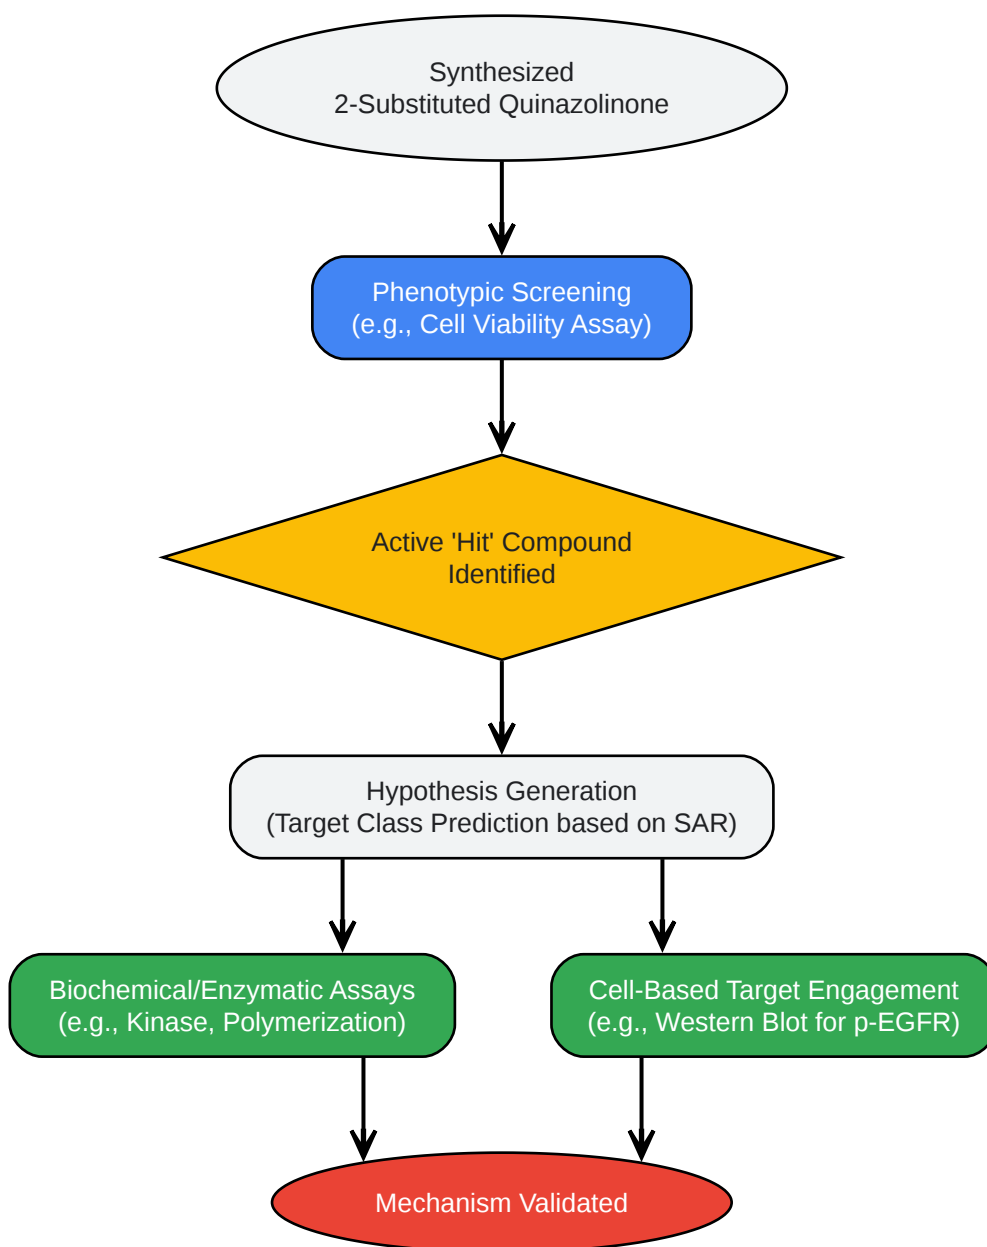 Synthesized
2-Substituted Quinazolinone
Phenotypic Screening
(e.g., Cell Viability Assay)
Active 'Hit' Compound
Identified
Hypothesis Generation
(Target Class Prediction based on SAR)
Biochemical/Enzymatic Assays
(e.g., Kinase, Polymerization)
Cell-Based Target Engagement
(e.g., Western Blot for p-EGFR)
Mechanism Validated